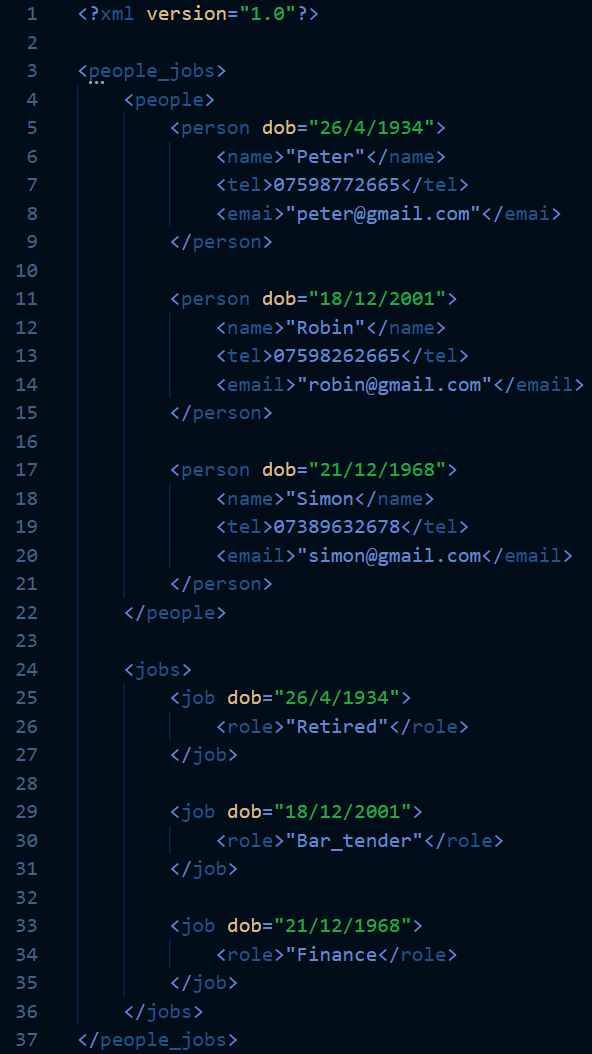 1 <?xml version="1.0"?>
2
3 <people_jobs>
4 <people>
5 <person dob="26/4/1934">
6 <name>"Peter"</name>
7 <tel>07598772665</tel>
8 <emai>"peter@gmail.com"</emai>
9 </person>
10
11 <person dob="18/12/2001">
12 <name>"Robin"</name>
13 <tel>07598262665</tel>
14 <email>"robin@gmail.com"</email>
15 </person>
16
17 <person dob="21/12/1968">
18 <name>"Simon</name>
19 <tel>07389632678</tel>
20 <email>"simon@gmail.com</email>
21 </person>
22 </people>
23
24 <jobs>
25 <job dob="26/4/1934">
26 <role>"Retired"</role>
27 </job>
28
29 <job dob="18/12/2001">
30 <role>"Bar_tender"</role>
31 </job>
32
33 <job dob="21/12/1968">
34 <role>"Finance</role>
35 </job>
36 </jobs>
37 </people_jobs>